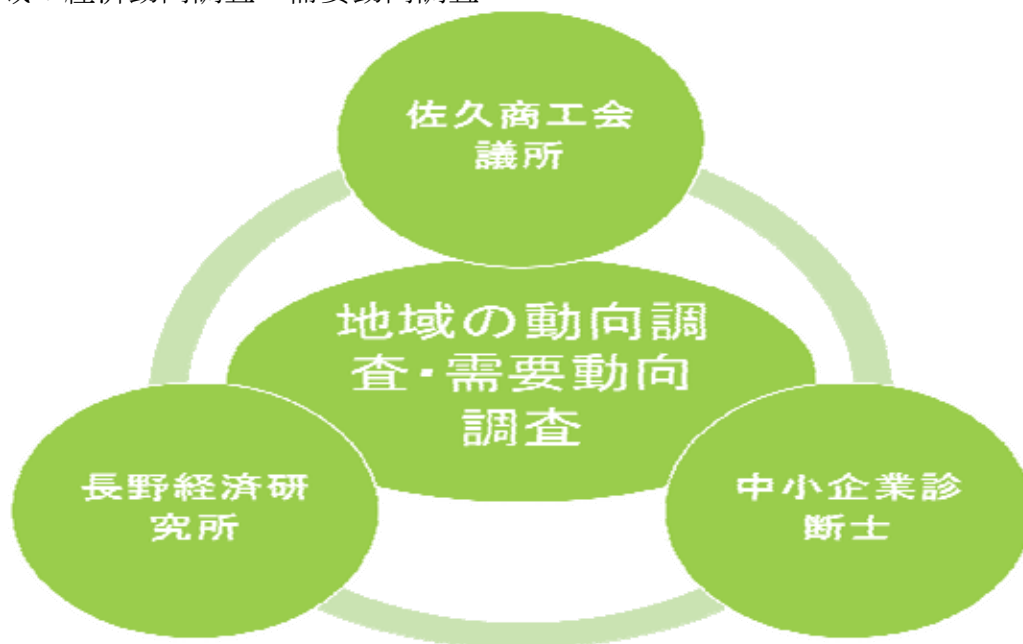 佐久商工会
議所
地域の動向調
査・需要動向
調査
長野経済研
究所
中小企業診
断士